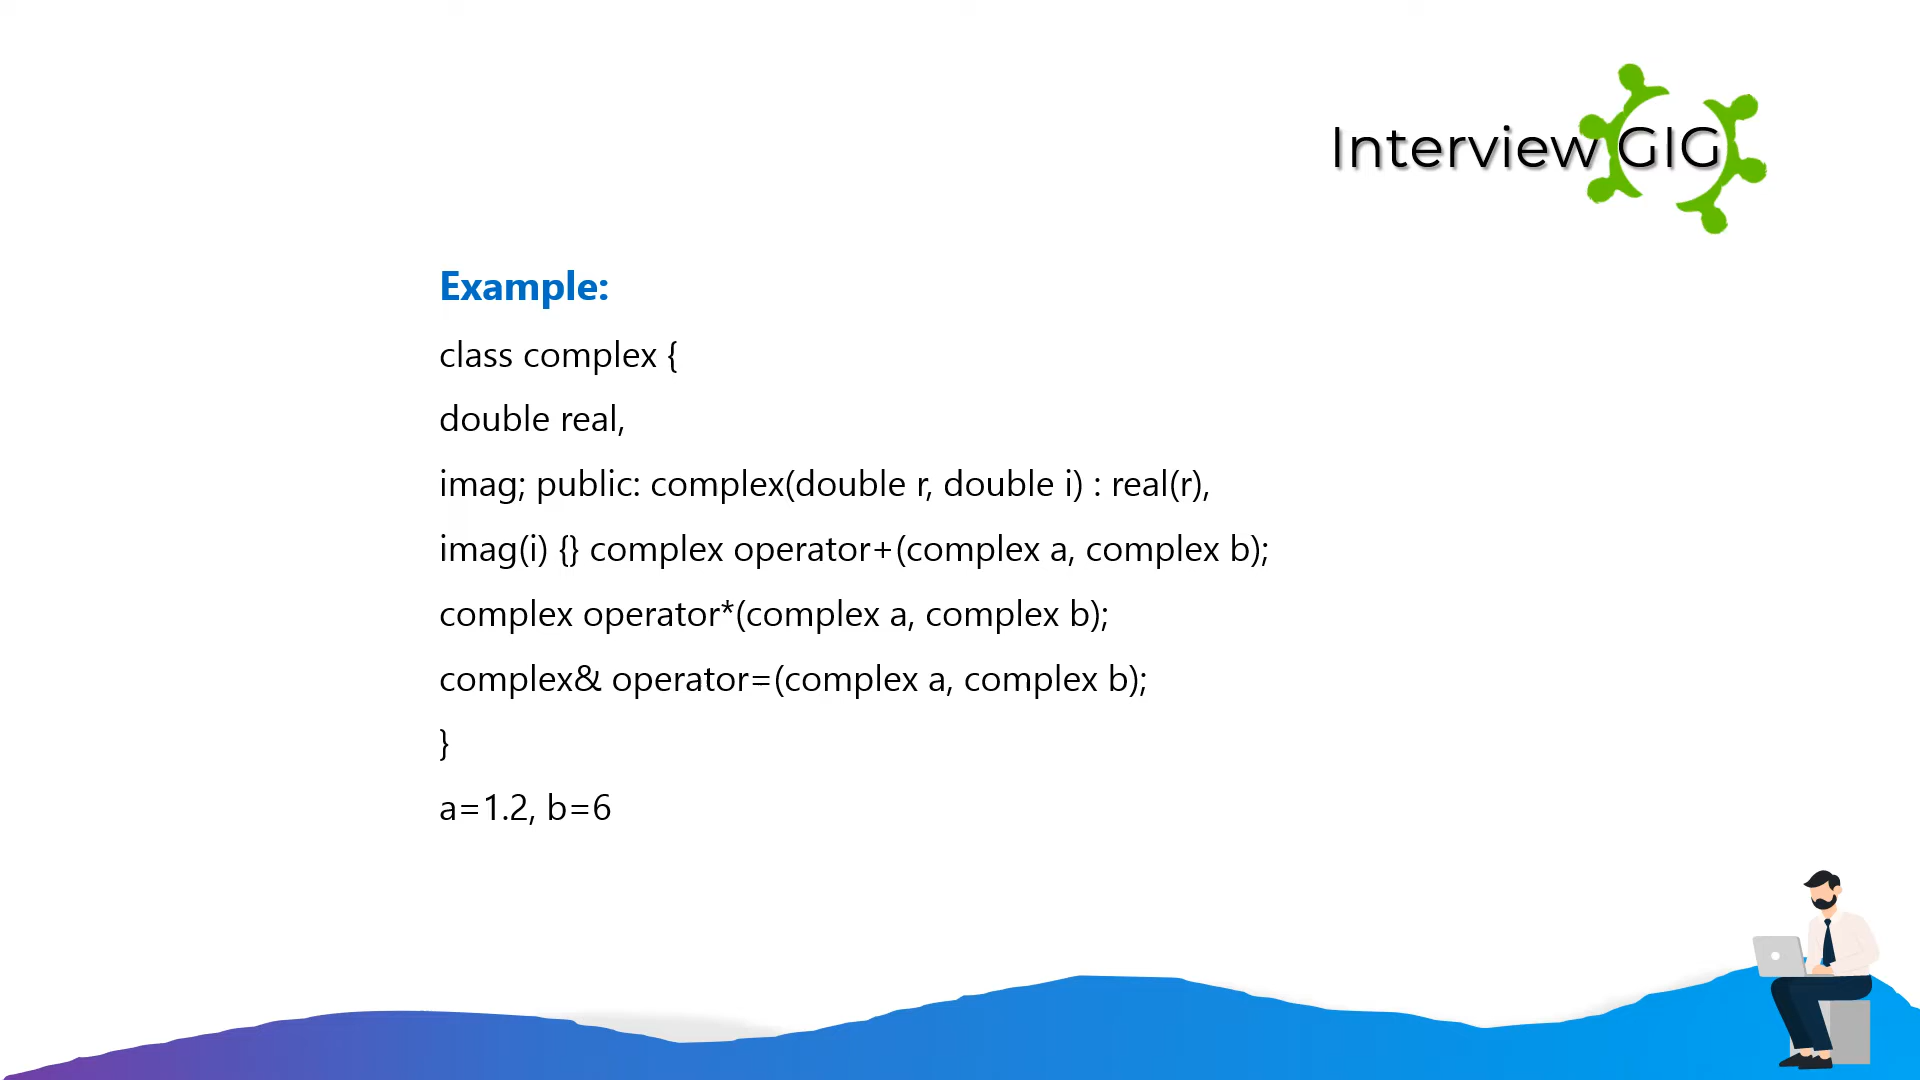 Interview GIG
Example:
class complex {
double real,
imag; public: complex(double r, double i) : real(r),
imag(i) {} complex operator+(complex a, complex b);
complex operator*(complex a, complex b);
complex& operator=(complex a, complex b);
}
a=1.2, b=6